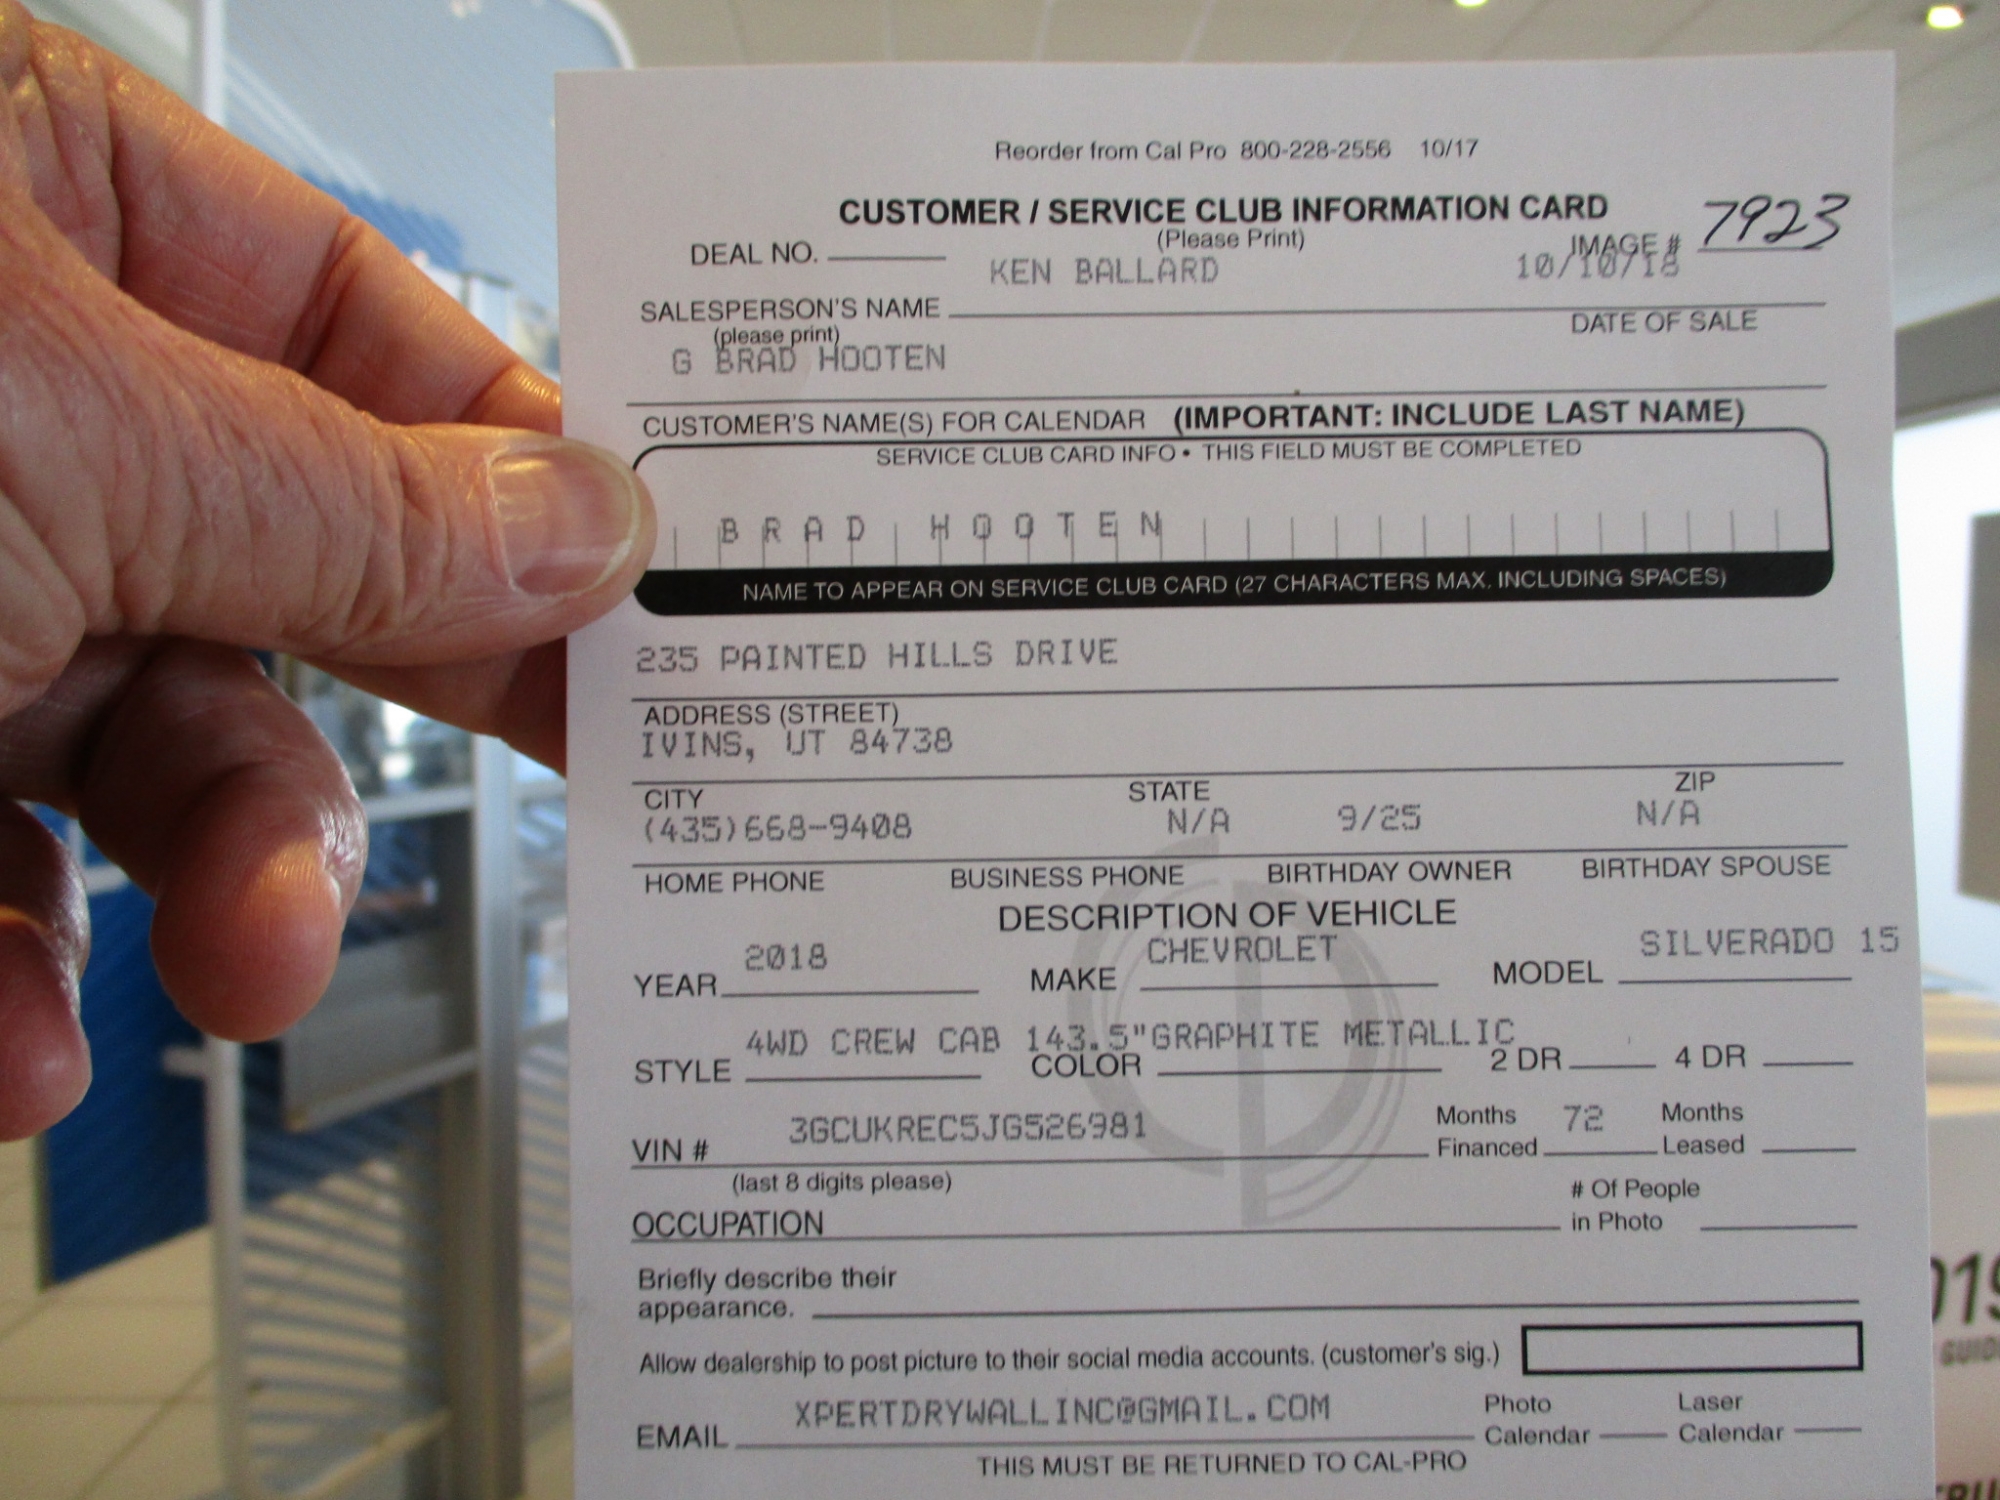 Reorder from Cal Pro 800-228-2556 10/17
CUSTOMER / SERVICE CLUB INFORMATION CARD
(Please Print)
IMAGE # 7923
DEAL NO.
KEN BALLARD 10/10/18
SALESPERSON'S NAME
DATE OF SALE
(please print)
G BRAD HOOTEN
CUSTOMER'S NAME(S) FOR CALENDAR (IMPORTANT: INCLUDE LAST NAME)
SERVICE CLUB CARD INFO • THIS FIELD MUST BE COMPLETED
BRAD HOOTEN
NAME TO APPEAR ON SERVICE CLUB CARD (27 CHARACTERS MAX. INCLUDING SPACES)
235 PAINTED HILLS DRIVE
ADDRESS (STREET)
IVINS, UT 84738
CITY STATE ZIP
(435)668-9408 N/A 9/25 N/A
HOME PHONE BUSINESS PHONE BIRTHDAY OWNER BIRTHDAY SPOUSE
DESCRIPTION OF VEHICLE
2018 CHEVROLET SILVERADO 15
YEAR MAKE MODEL
4WD CREW CAB 143.5"GRAPHITE METALLIC
STYLE COLOR 2 DR 4 DR
3GCUKREC5JG526981
VIN #
Months Financed 72 Months Leased
(last 8 digits please)
OCCUPATION
# Of People in Photo
Briefly describe their
appearance.
Allow dealership to post picture to their social media accounts. (customer's sig.)
XPERTDRYWALLINC@GMAIL.COM
EMAIL
Photo Calendar Laser Calendar
THIS MUST BE RETURNED TO CAL-PRO